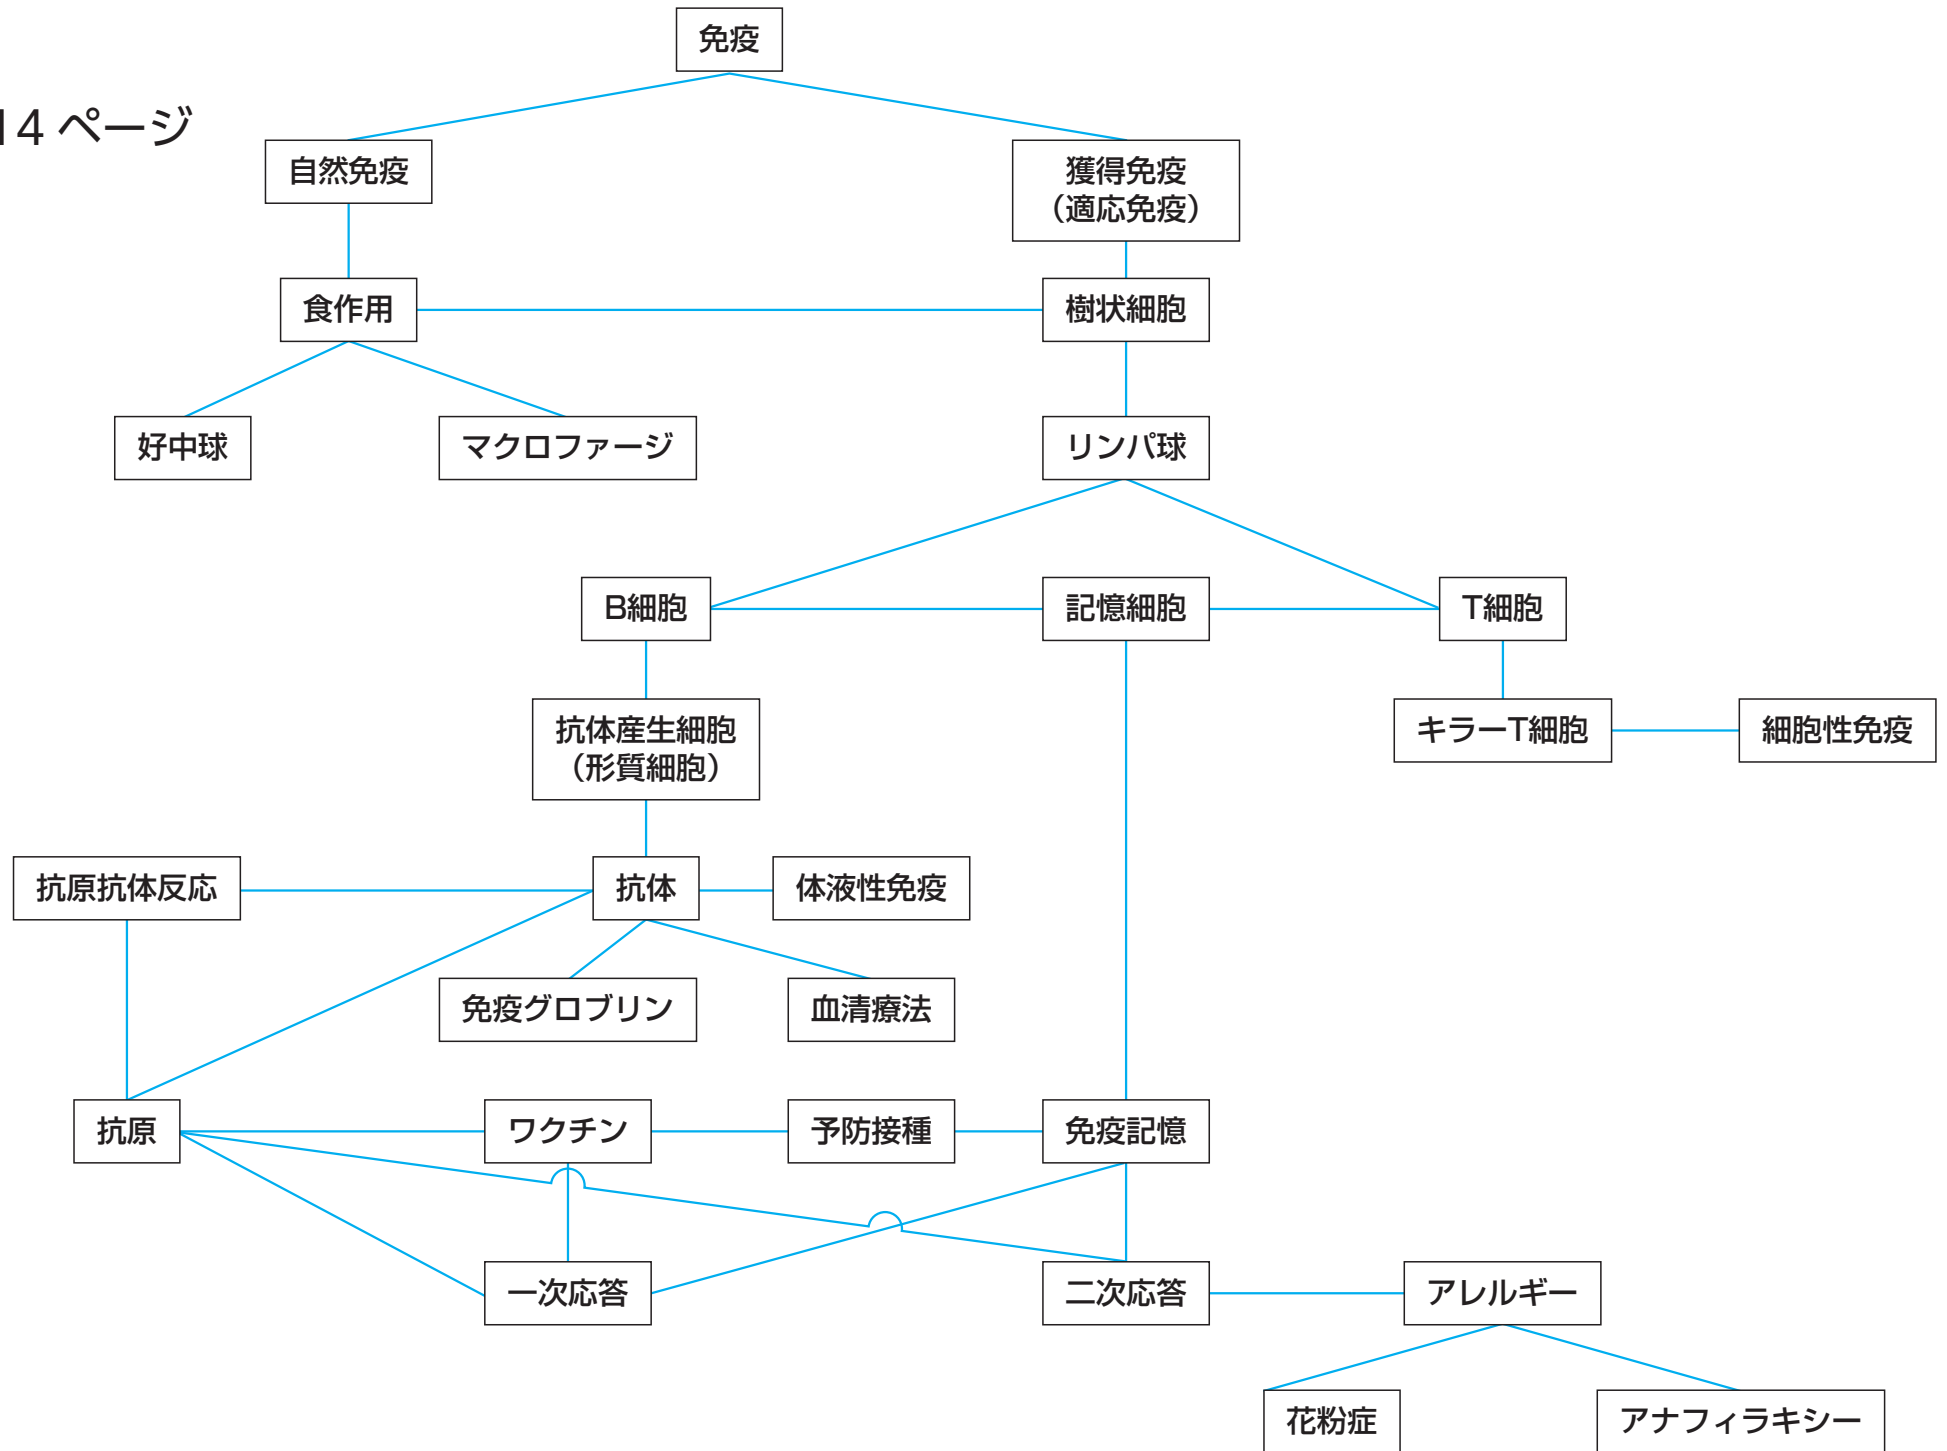 免疫
14 ページ
自然免疫
獲得免疫
（適応免疫）
食作用
樹状細胞
好中球
マクロファージ
リンパ球
B細胞
記憶細胞
T細胞
抗体産生細胞
（形質細胞）
キラーT細胞
細胞性免疫
抗原抗体反応
抗体
体液性免疫
免疫グロブリン
血清療法
抗原
ワクチン
予防接種
免疫記憶
一次応答
二次応答
アレルギー
花粉症
アナフィラキシー